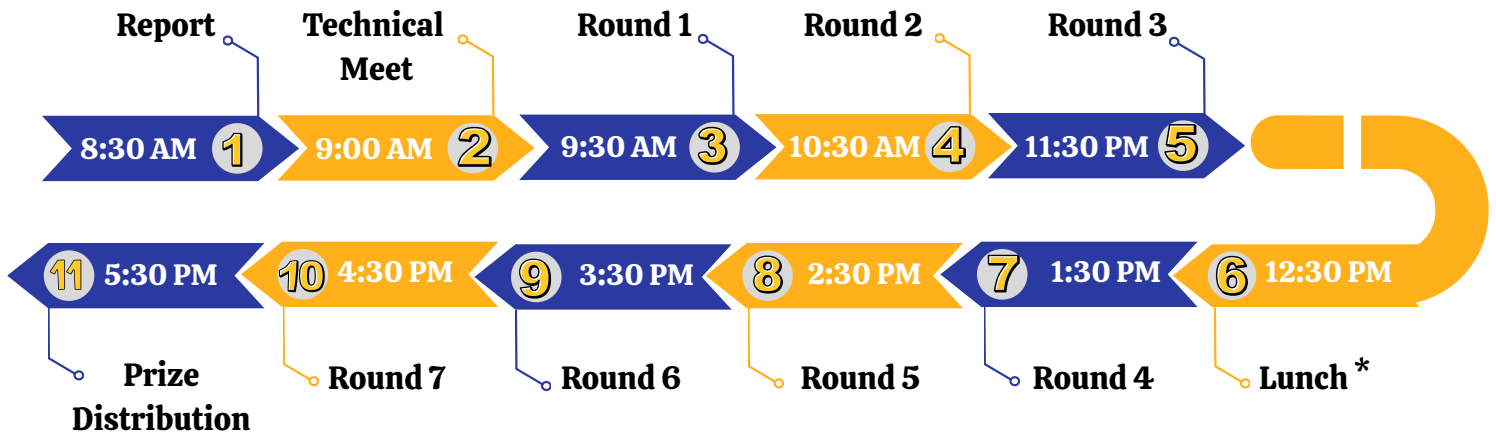 Report
Technical
Meet
Round 1
Round 2
Round 3
8:30 AM 1
9:00 AM 2
9:30 AM 3
10:30 AM 4
11:30 PM 5
6 12:30 PM
7 1:30 PM
8 2:30 PM
9 3:30 PM
10 4:30 PM
11 5:30 PM
Lunch *
Round 4
Round 5
Round 6
Round 7
Prize
Distribution